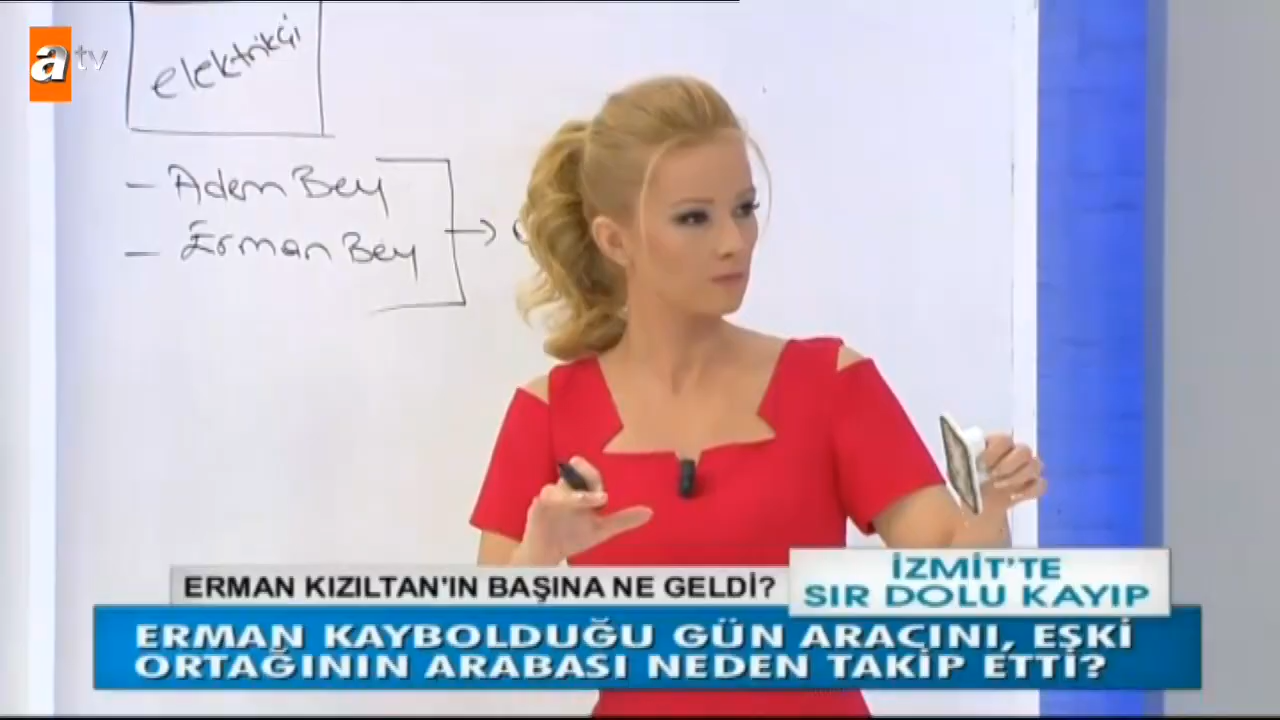 atv
elektrikçi
- Adem Bey
- Erman Bey
ERMAN KIZILTAN'IN BAŞINA NE GELDİ?
İZMİT'TE
SIR DOLU KAYIP
ERMAN KAYBOLDUĞU GÜN ARACINI, ESKİ
ORTAĞININ ARABASI NEDEN TAKİP ETTİ?